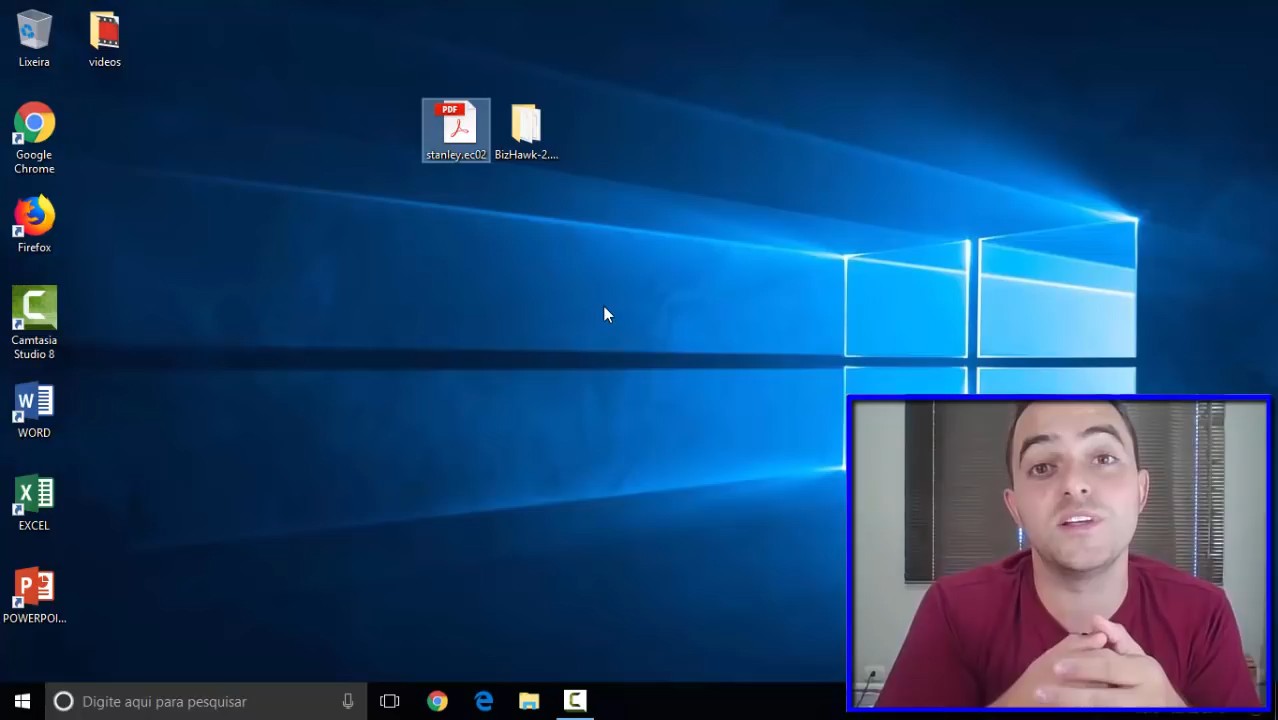 Lixeira
videos
PDF
stanley.ec02
BizHawk-2....
Google
Chrome
Firefox
Camtasia
Studio 8
W
WORD
X
EXCEL
P
POWERPOI...
Digite aqui para pesquisar